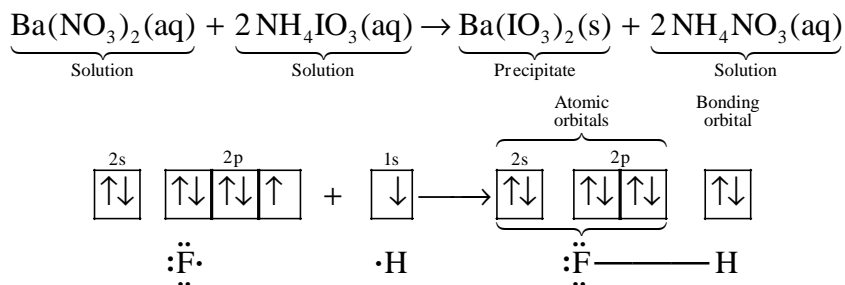 Ba(NO₃)₂(aq) + 2 NH₄IO₃(aq) → Ba(IO₃)₂(s) + 2 NH₄NO₃(aq)
Solution Solution Precipitate Solution
Atomic orbitals Bonding orbital
2s 2p 1s 2s 2p
↑↓ ↑↓ ↑↓ ↑ + ↓ → ↑↓ ↑↓ ↑↓ ↑↓
:F· ·H :F — H